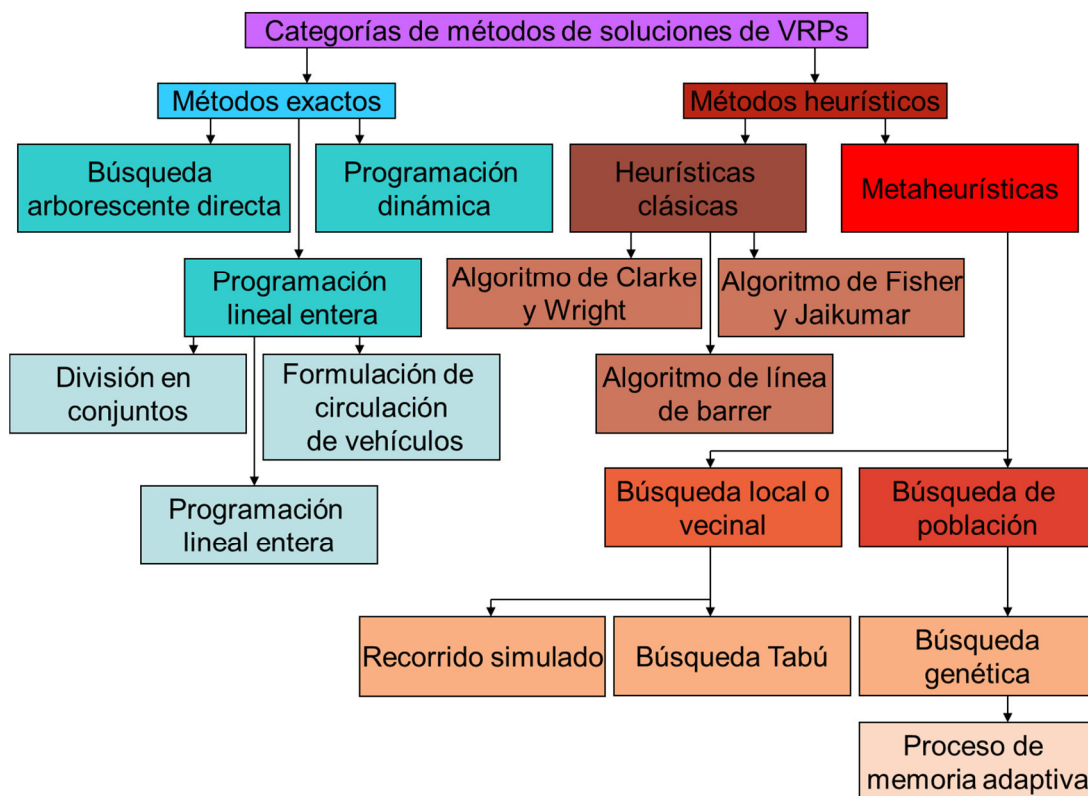 Categorías de métodos de soluciones de VRPs
Métodos exactos
Métodos heurísticos
Búsqueda
arborescente directa
Programación
dinámica
Heurísticas
clásicas
Metaheurísticas
Programación
lineal entera
Algoritmo de Clarke
y Wright
Algoritmo de Fisher
y Jaikumar
División en
conjuntos
Formulación de
circulación
de vehículos
Algoritmo de línea
de barrer
Programación
lineal entera
Búsqueda local o
vecinal
Búsqueda de
población
Recorrido simulado
Búsqueda Tabú
Búsqueda
genética
Proceso de
memoria adaptiva